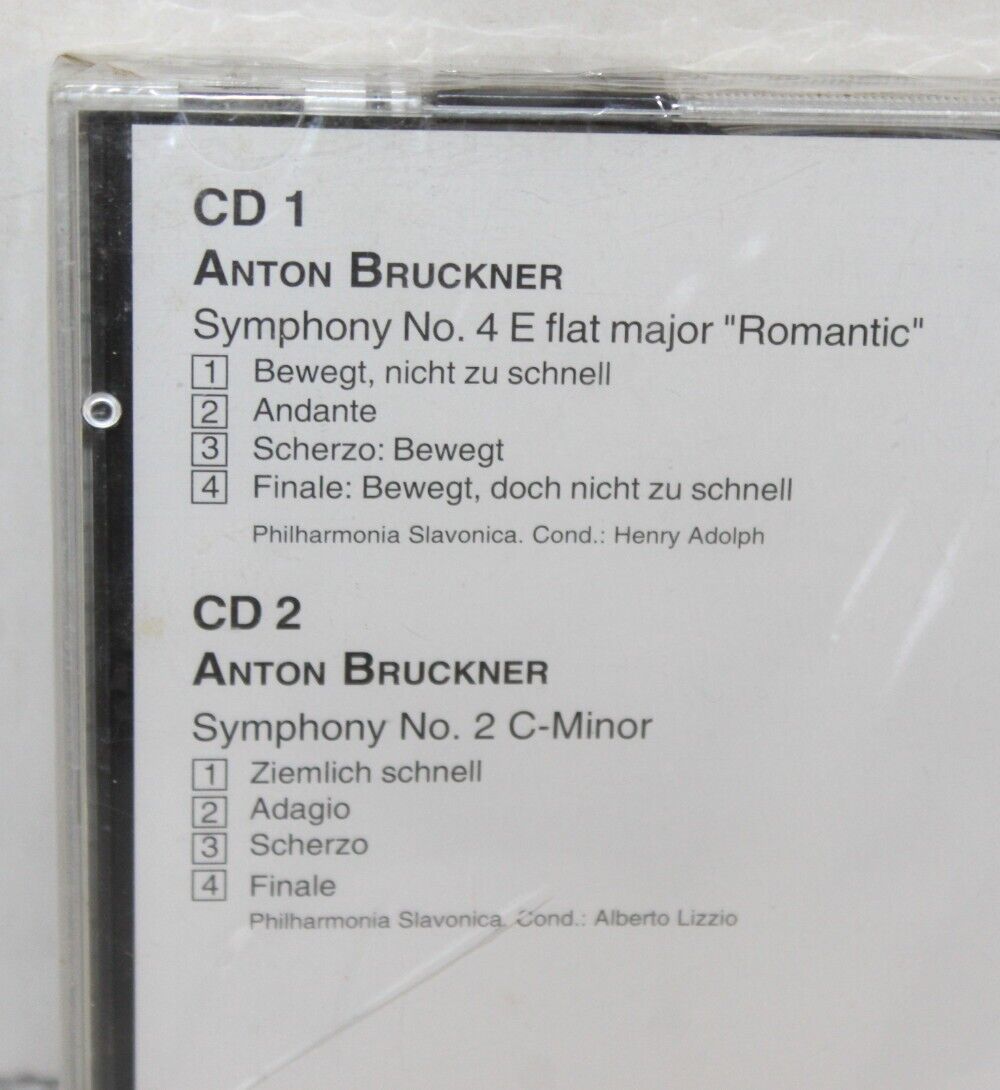 CD 1
ANTON BRUCKNER
Symphony No. 4 E flat major "Romantic"
1 Bewegt, nicht zu schnell
2 Andante
3 Scherzo: Bewegt
4 Finale: Bewegt, doch nicht zu schnell
Philharmonia Slavonica. Cond.: Henry Adolph
CD 2
ANTON BRUCKNER
Symphony No. 2 C-Minor
1 Ziemlich schnell
2 Adagio
3 Scherzo
4 Finale
Philharmonia Slavonica. Cond.: Alberto Lizzio